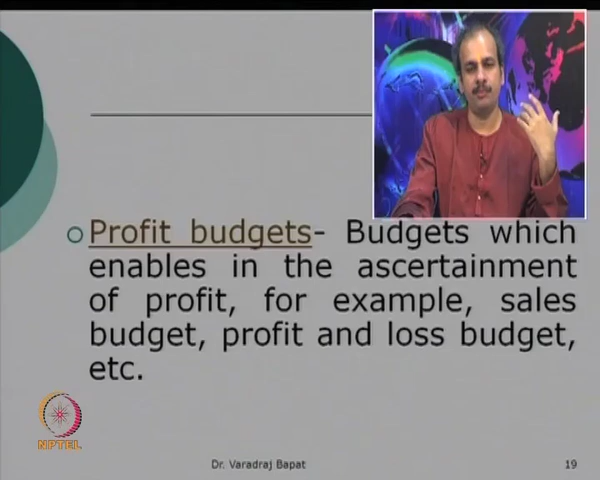 Profit budgets- Budgets which
enables in the ascertainment
of profit, for example, sales
budget, profit and loss budget,
etc.
NPTEL
Dr. Varadraj Bapat
19